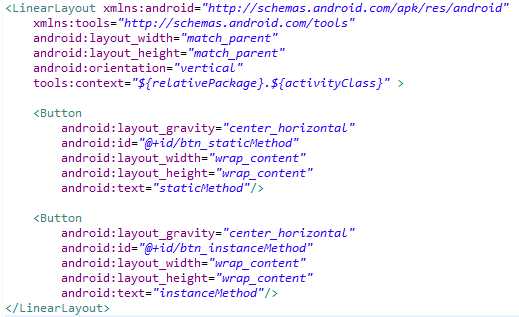 <LinearLayout xmlns:android="http://schemas.android.com/apk/res/android"
    xmlns:tools="http://schemas.android.com/tools"
    android:layout_width="match_parent"
    android:layout_height="match_parent"
    android:orientation="vertical"
    tools:context="${relativePackage}.${activityClass}" >

    <Button
        android:layout_gravity="center_horizontal"
        android:id="@+id/btn_staticMethod"
        android:layout_width="wrap_content"
        android:layout_height="wrap_content"
        android:text="staticMethod"/>

    <Button
        android:layout_gravity="center_horizontal"
        android:id="@+id/btn_instanceMethod"
        android:layout_width="wrap_content"
        android:layout_height="wrap_content"
        android:text="instanceMethod"/>
</LinearLayout>